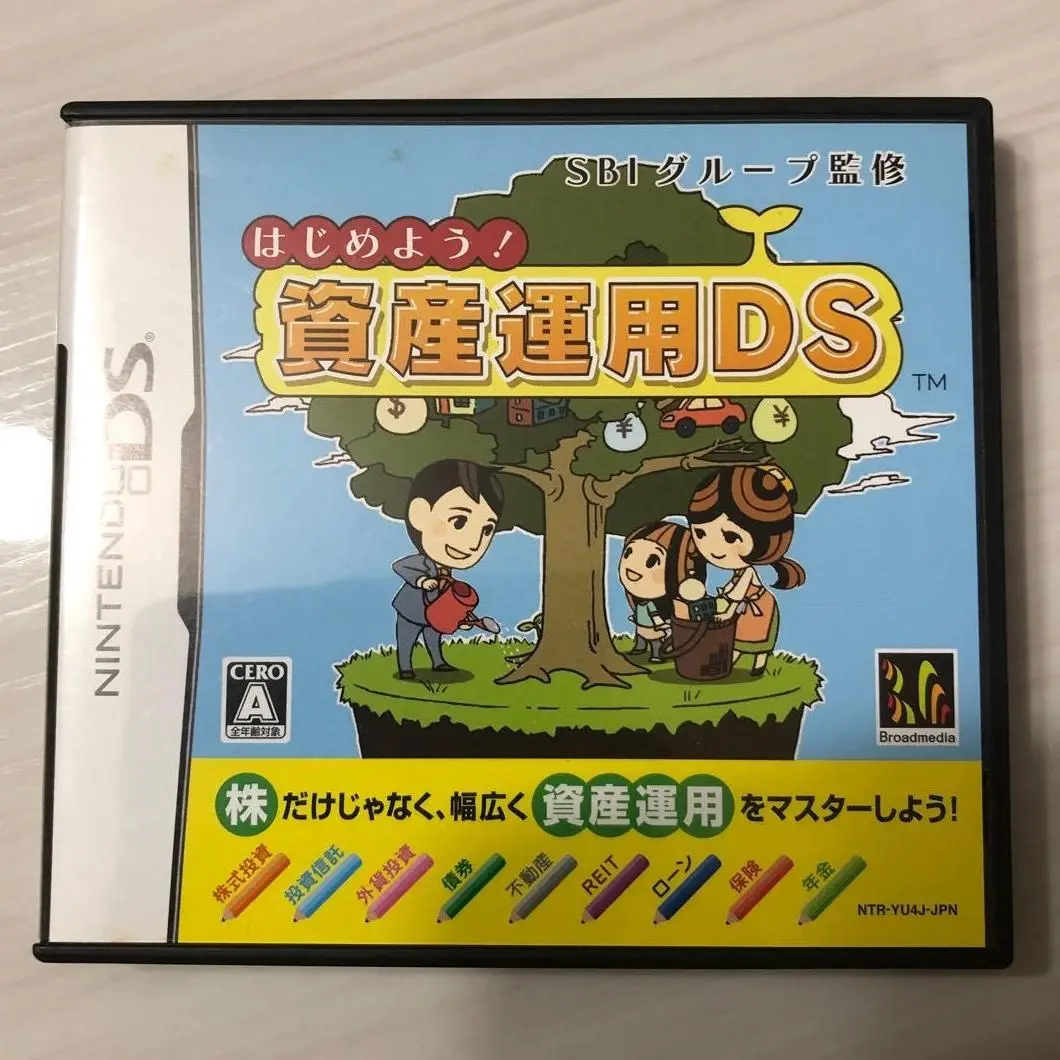 SBIグループ監修
はじめよう!
資産運用DS
TM
NINTENDO DS®
$
¥
¥
CERO
A
全年齢対象
Broadmedia
株だけじゃなく、幅広く資産運用をマスターしよう!
株式投資
投資信託
外貨投資
債券
不動産
REIT
ローン
保険
年金
NTR-YU4J-JPN